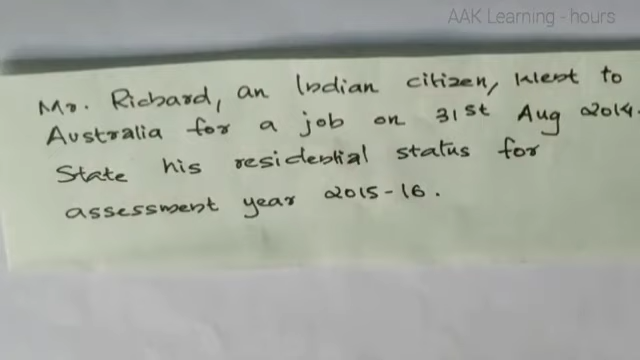 AAK Learning - hours
Mr. Richard, an Indian citizen, went to
Australia for a job on 31st Aug 2014.
State his residential status for
assessment year 2015-16.